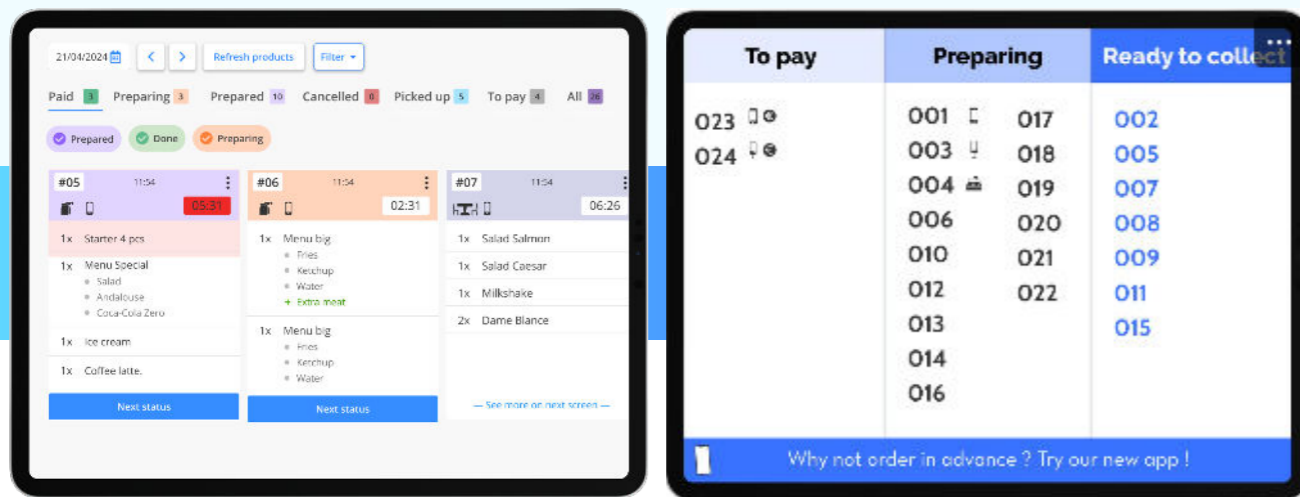 21/04/2024 < > Refresh products Filter
Paid 3 Preparing 3 Prepared 10 Cancelled 0 Picked up 5 To pay 4 All 26
Prepared Done Preparing
#05 11:54
05:31
1x Starter 4 pcs
1x Menu Special
Salad
Andalouse
Coca-Cola Zero
1x Ice cream
1x Coffee latte.
Next status
#06 11:54
02:31
1x Menu big
Fries
Ketchup
Water
+ Extra meat
1x Menu big
Fries
Ketchup
Water
Next status
#07 11:54
06:26
1x Salad Salmon
1x Salad Caesar
1x Milkshake
2x Dame Blance
— See more on next screen —
To pay
023
024
Preparing
001 017
003 018
004 019
006 020
010 021
012 022
013
014
016
Ready to collect
002
005
007
008
009
011
015
Why not order in advance ? Try our new app !